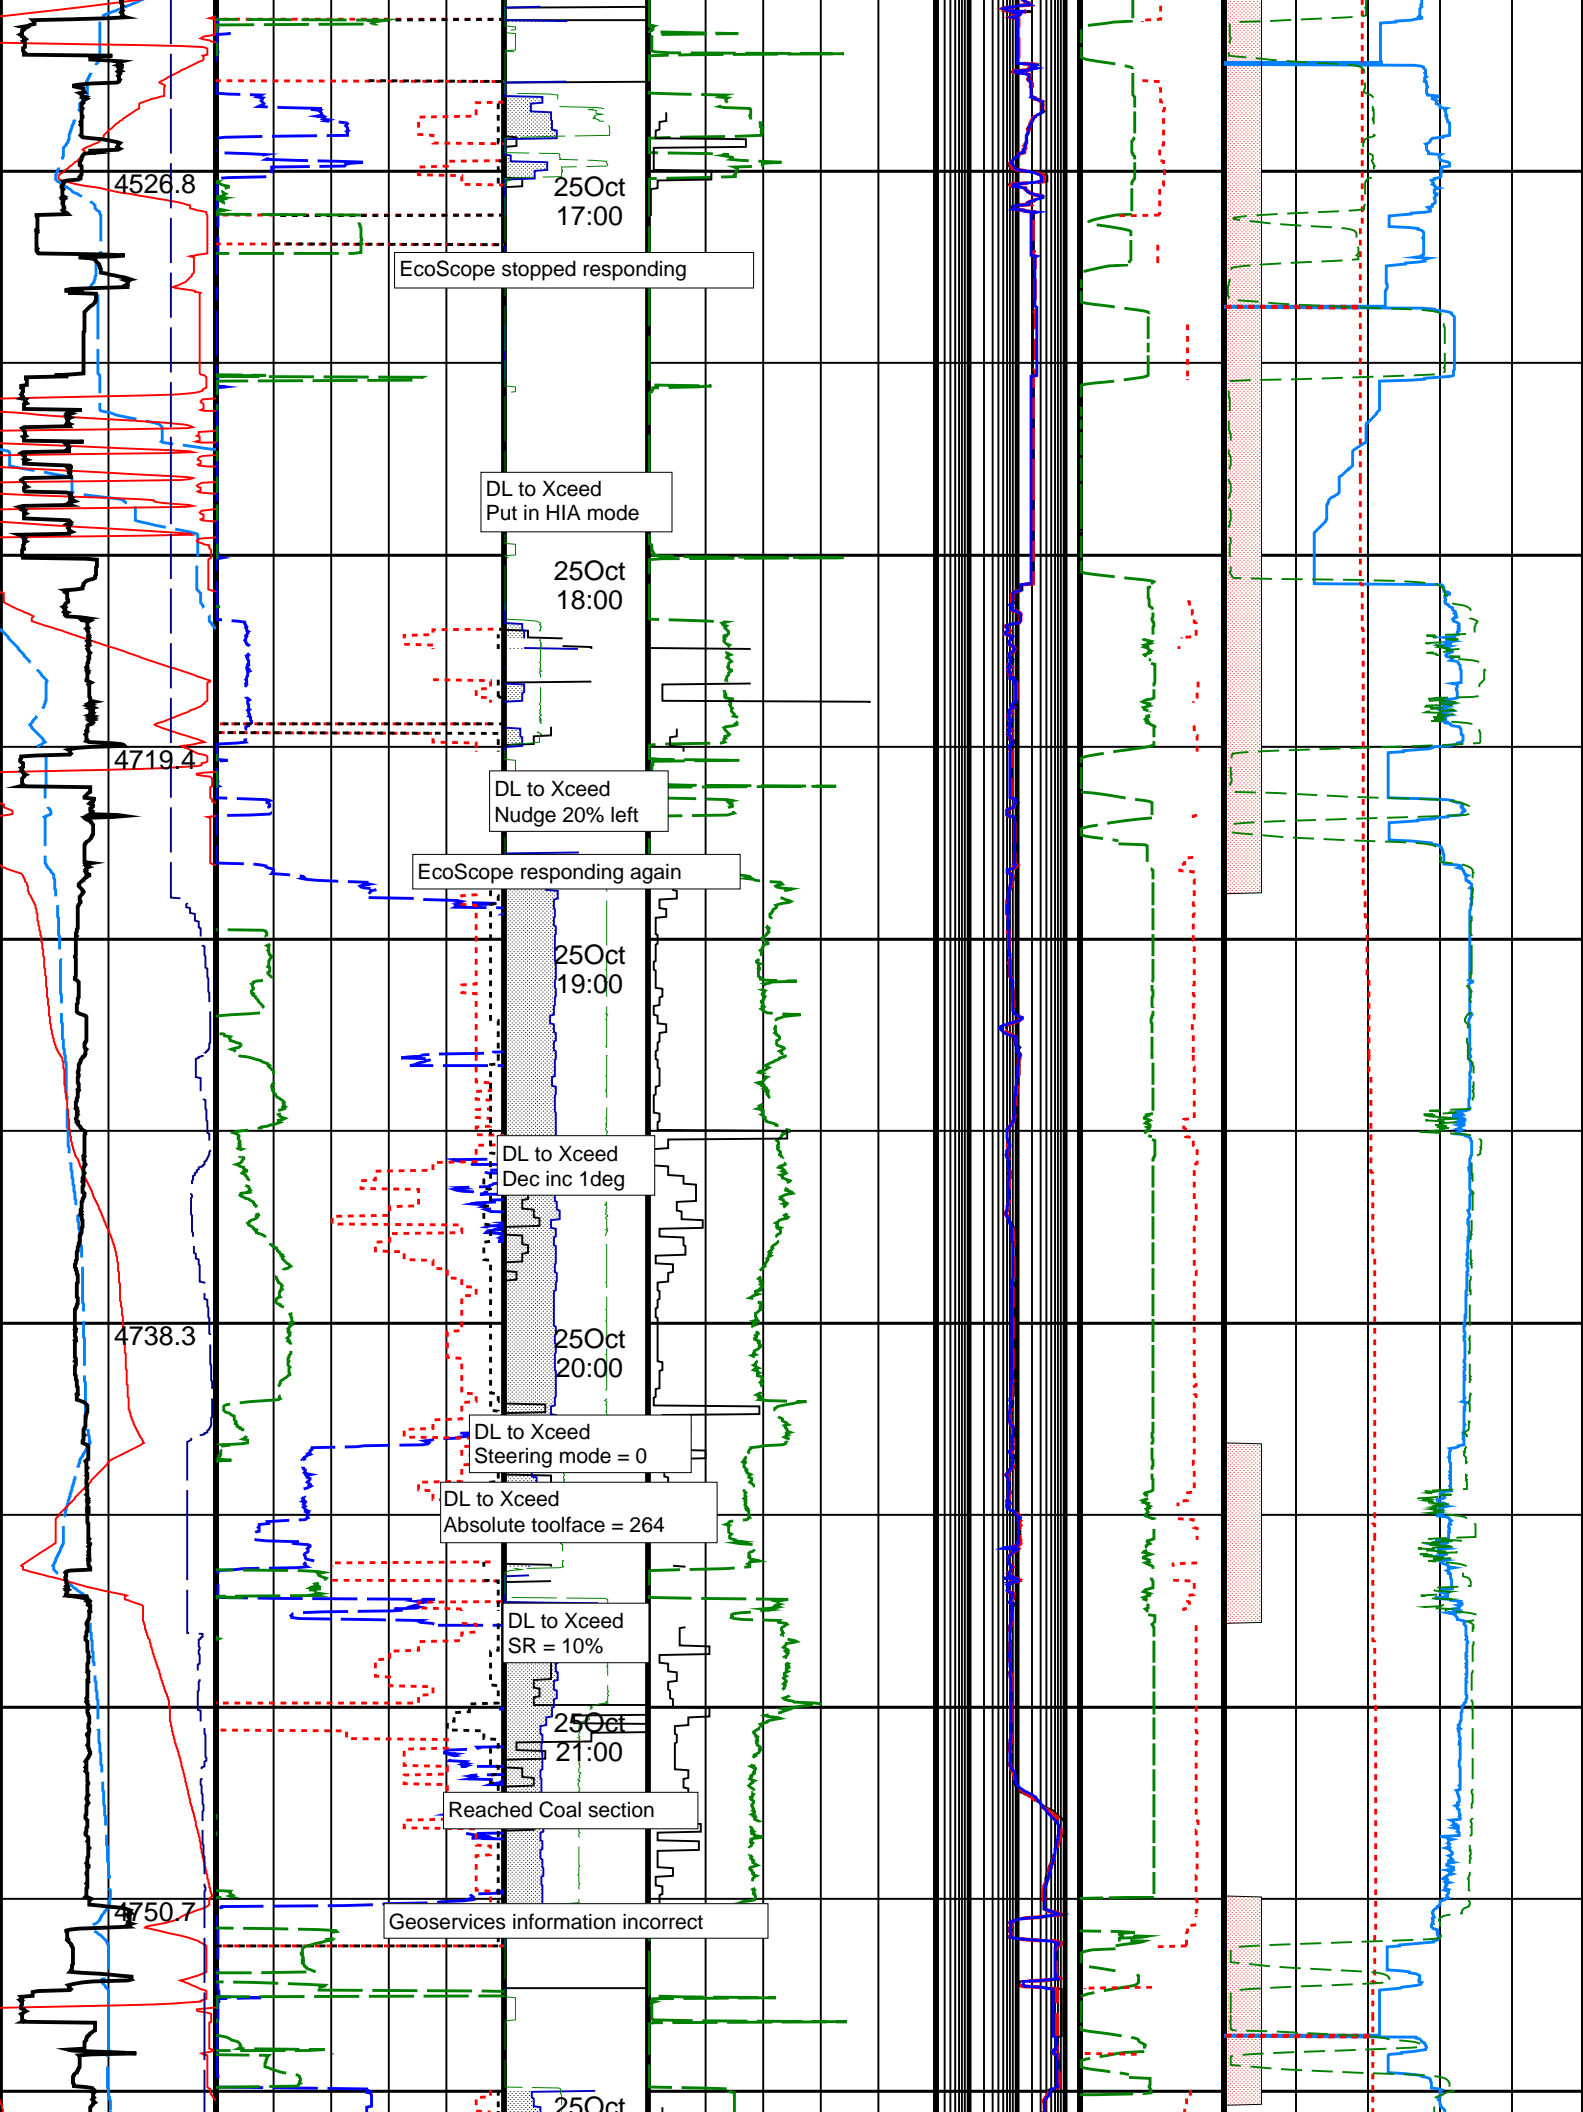 4526.8
25Oct
17:00
EcoScope stopped responding
DL to Xceed
Put in HIA mode
25Oct
18:00
4719.4
DL to Xceed
Nudge 20% left
EcoScope responding again
25Oct
19:00
DL to Xceed
Dec inc 1deg
4738.3
25Oct
20:00
DL to Xceed
Steering mode = 0
DL to Xceed
Absolute toolface = 264
DL to Xceed
SR = 10%
25Oct
21:00
Reached Coal section
4750.7
Geoservices information incorrect
25Oct